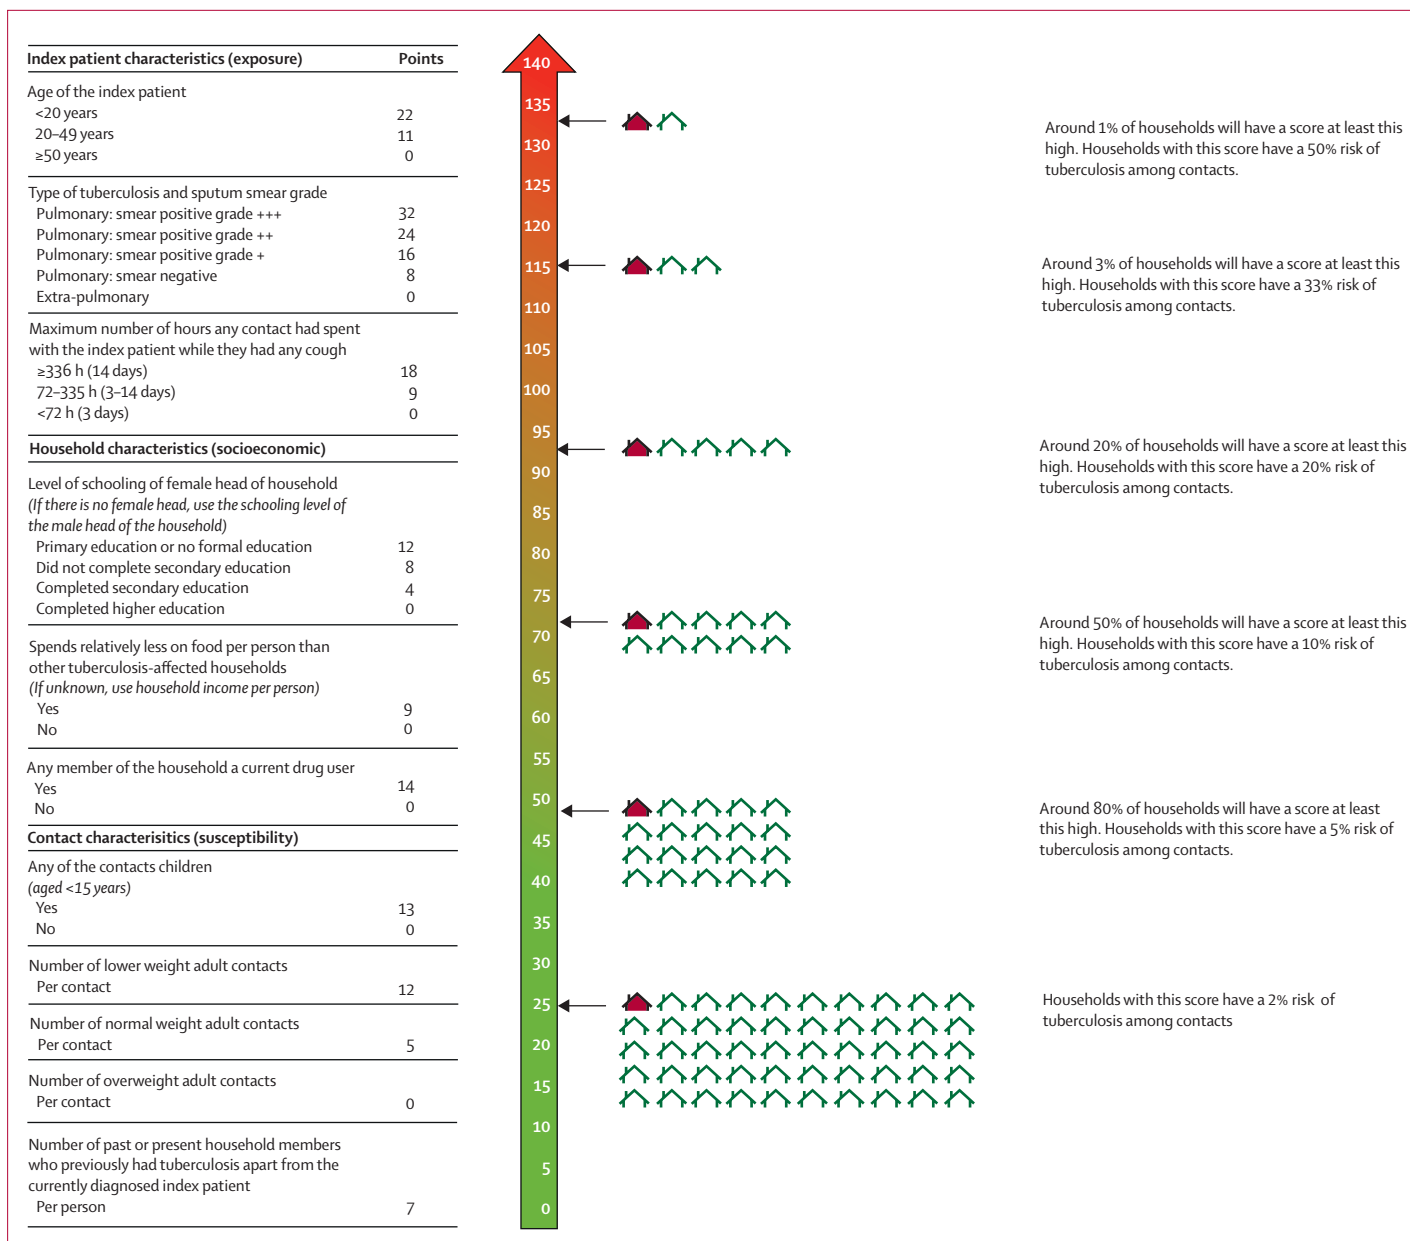 Index patient characteristics (exposure) Points
Age of the index patient
<20 years 22
20–49 years 11
≥50 years 0
Type of tuberculosis and sputum smear grade
Pulmonary: smear positive grade +++ 32
Pulmonary: smear positive grade ++ 24
Pulmonary: smear positive grade + 16
Pulmonary: smear negative 8
Extra-pulmonary 0
Maximum number of hours any contact had spent
with the index patient while they had any cough
≥336 h (14 days) 18
72–335 h (3–14 days) 9
<72 h (3 days) 0
Household characteristics (socioeconomic)
Level of schooling of female head of household
(If there is no female head, use the schooling level of
the male head of the household)
Primary education or no formal education 12
Did not complete secondary education 8
Completed secondary education 4
Completed higher education 0
Spends relatively less on food per person than
other tuberculosis-affected households
(If unknown, use household income per person)
Yes 9
No 0
Any member of the household a current drug user
Yes 14
No 0
Contact characterisitics (susceptibility)
Any of the contacts children
(aged <15 years)
Yes 13
No 0
Number of lower weight adult contacts
Per contact 12
Number of normal weight adult contacts
Per contact 5
Number of overweight adult contacts
Per contact 0
Number of past or present household members
who previously had tuberculosis apart from the
currently diagnosed index patient
Per person 7
140
135
130
125
120
115
110
105
100
95
90
85
80
75
70
65
60
55
50
45
40
35
30
25
20
15
10
5
0
Around 1% of households will have a score at least this
high. Households with this score have a 50% risk of
tuberculosis among contacts.
Around 3% of households will have a score at least this
high. Households with this score have a 33% risk of
tuberculosis among contacts.
Around 20% of households will have a score at least this
high. Households with this score have a 20% risk of
tuberculosis among contacts.
Around 50% of households will have a score at least this
high. Households with this score have a 10% risk of
tuberculosis among contacts.
Around 80% of households will have a score at least
this high. Households with this score have a 5% risk of
tuberculosis among contacts.
Households with this score have a 2% risk of
tuberculosis among contacts